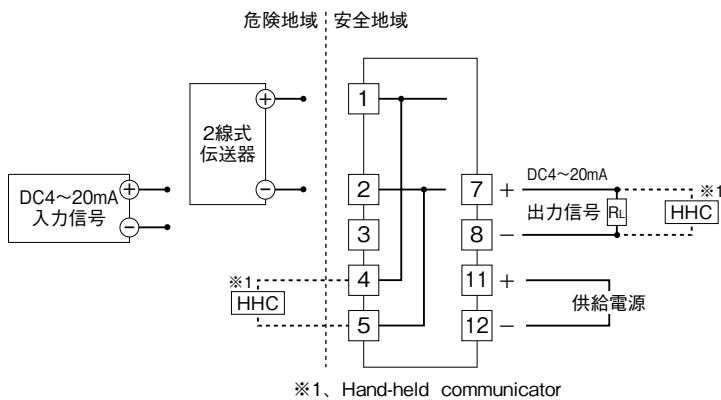 危険地域 安全地域
2線式
伝送器
+
−
DC4～20mA
入力信号
+
−
1
2
3
4
5
※1
HHC
7
8
11
12
+
−
+
−
DC4～20mA
出力信号
RL
※1
HHC
供給電源
※1、Hand-held communicator